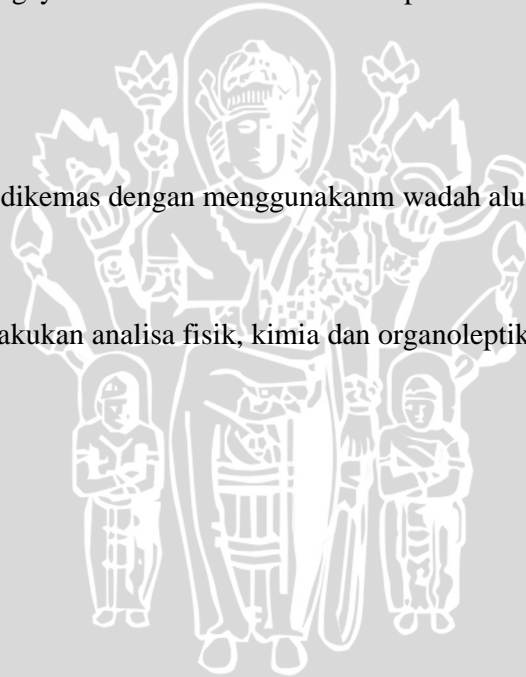 dikemas dengan menggunakanm wadah alu
akukan analisa fisik, kimia dan organoleptik